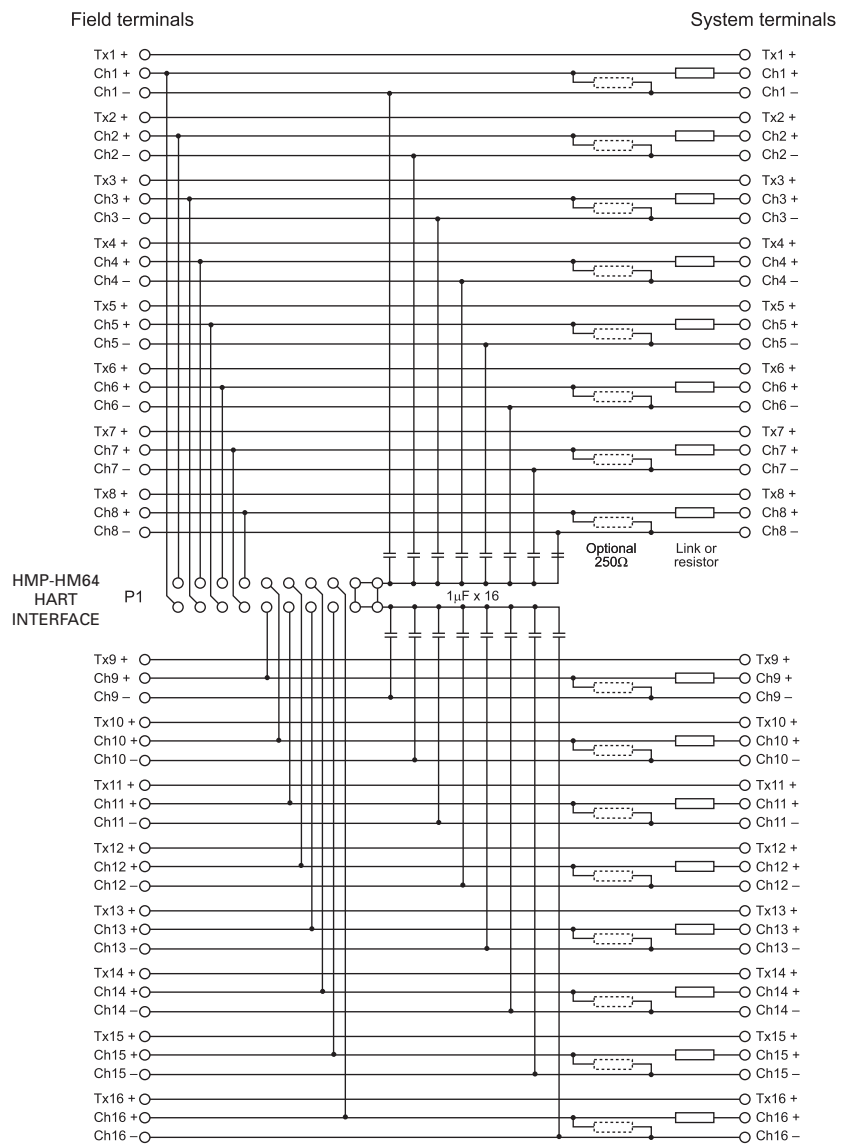 Field terminals System terminals
Tx1 + Tx1 +
Ch1 + Ch1 +
Ch1 – Ch1 –
Tx2 + Tx2 +
Ch2 + Ch2 +
Ch2 – Ch2 –
Tx3 + Tx3 +
Ch3 + Ch3 +
Ch3 – Ch3 –
Tx4 + Tx4 +
Ch4 + Ch4 +
Ch4 – Ch4 –
Tx5 + Tx5 +
Ch5 + Ch5 +
Ch5 – Ch5 –
Tx6 + Tx6 +
Ch6 + Ch6 +
Ch6 – Ch6 –
Tx7 + Tx7 +
Ch7 + Ch7 +
Ch7 – Ch7 –
Tx8 + Tx8 +
Ch8 + Ch8 +
Ch8 – Ch8 –
Optional
250Ω
Link or
resistor
HMP-HM64
HART
INTERFACE
P1
1µF x 16
Tx9 + Tx9 +
Ch9 + Ch9 +
Ch9 – Ch9 –
Tx10 + Tx10 +
Ch10 + Ch10 +
Ch10 – Ch10 –
Tx11 + Tx11 +
Ch11 + Ch11 +
Ch11 – Ch11 –
Tx12 + Tx12 +
Ch12 + Ch12 +
Ch12 – Ch12 –
Tx13 + Tx13 +
Ch13 + Ch13 +
Ch13 – Ch13 –
Tx14 + Tx14 +
Ch14 + Ch14 +
Ch14 – Ch14 –
Tx15 + Tx15 +
Ch15 + Ch15 +
Ch15 – Ch15 –
Tx16 + Tx16 +
Ch16 + Ch16 +
Ch16 – Ch16 –